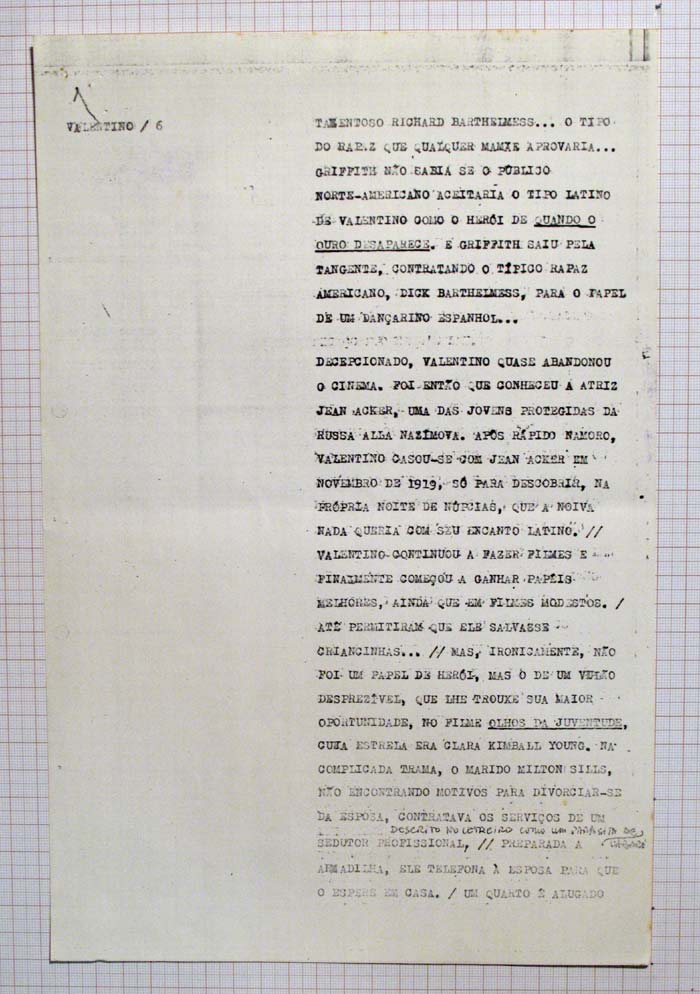 VALENTINO / 6
TALENTOSO RICHARD BARTHELMESS... O TIPO
DO RAPAZ QUE QUALQUER MAMÃE APROVARIA...
GRIFFITH NÃO SABIA SE O PÚBLICO
NORTE-AMERICANO ACEITARIA O TIPO LATINO
DE VALENTINO COMO O HERÓI DE QUANDO O
OURO DESAPARECE. E GRIFFITH SAIU PELA
TANGENTE, CONTRATANDO O TÍPICO RAPAZ
AMERICANO, DICK BARTHELMESS, PARA O PAPEL
DE UM DANÇARINO ESPANHOL...
DECEPCIONADO, VALENTINO QUASE ABANDONOU
O CINEMA. FOI ENTÃO QUE CONHECEU A ATRIZ
JEAN ACKER, UMA DAS JOVENS PROTEGIDAS DA
RUSSA ALLA NAZÍMOVA. APÓS RÁPIDO NAMORO,
VALENTINO CASOU-SE COM JEAN ACKER EM
NOVEMBRO DE 1919, SÓ PARA DESCOBRIR, NA
PRÓPRIA NOITE DE NÚPCIAS, QUE A NOIVA
NADA QUERIA COM SEU ENCANTO LATINO. //
VALENTINO CONTINUOU A FAZER FILMES E
FINALMENTE COMEÇOU A GANHAR PAPÉIS
MELHORES, AINDA QUE EM FILMES MODESTOS. /
ATÉ PERMITIRAM QUE ELE SALVASSE
CRIANCINHAS... // MAS, IRONICAMENTE, NÃO
FOI UM PAPEL DE HERÓI, MAS O DE UM VILÃO
DESPREZÍVEL, QUE LHE TROUXE SUA MAIOR
OPORTUNIDADE, NO FILME OLHOS DA JUVENTUDE,
CUJA ESTRELA ERA CLARA KIMBALL YOUNG. NA
COMPLICADA TRAMA, O MARIDO MILTON SILLS,
NÃO ENCONTRANDO MOTIVOS PARA DIVORCIAR-SE
DA ESPOSA, CONTRATAVA OS SERVIÇOS DE UM
DESCRITO NO LETREIRO COMO UM PARASITA DE
SEDUTOR PROFISSIONAL, // PREPARADA A
ARMADILHA, ELE TELEFONA À ESPOSA PARA QUE
O ESPERE EM CASA. / UM QUARTO É ALUGADO